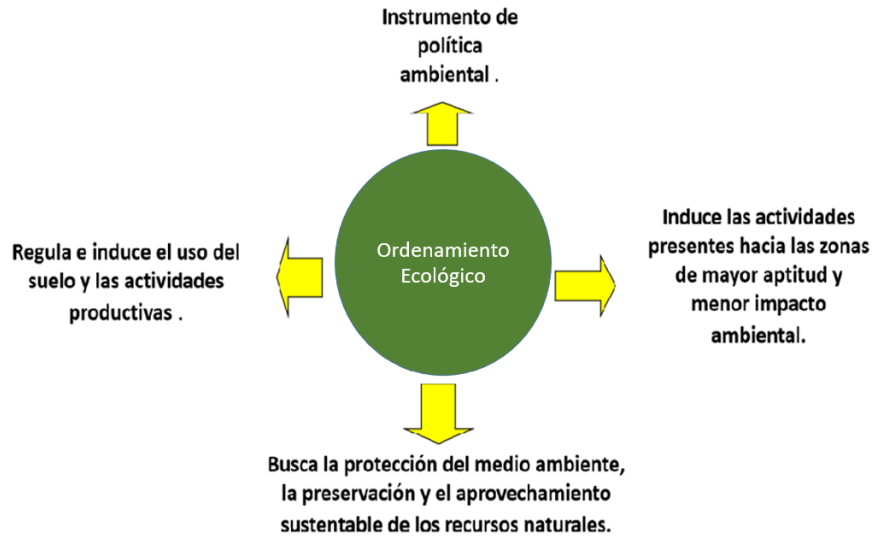 Instrumento de
política
ambiental .
Ordenamiento
Ecológico
Regula e induce el uso del
suelo y las actividades
productivas .
Induce las actividades
presentes hacia las zonas
de mayor aptitud y
menor impacto
ambiental.
Busca la protección del medio ambiente,
la preservación y el aprovechamiento
sustentable de los recursos naturales.